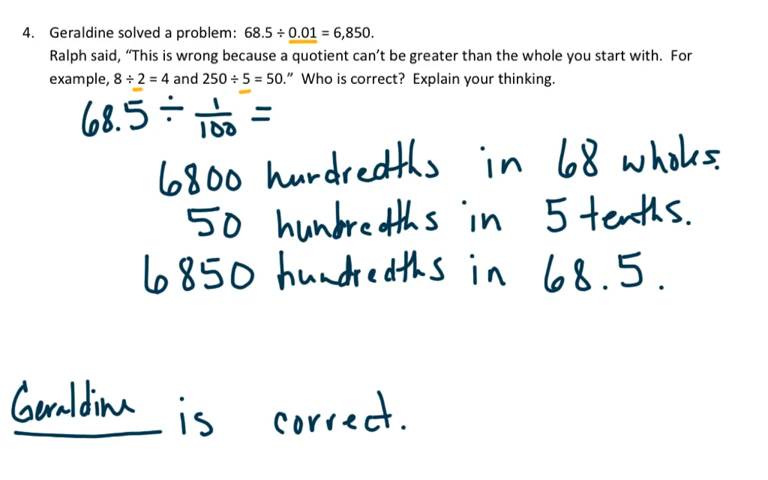 4. Geraldine solved a problem: 68.5 ÷ 0.01 = 6,850.
Ralph said, “This is wrong because a quotient can’t be greater than the whole you start with. For
example, 8 ÷ 2 = 4 and 250 ÷ 5 = 50.” Who is correct? Explain your thinking.
68.5 ÷ 1/100 =
6800 hundredths in 68 wholes.
50 hundredths in 5 tenths.
6850 hundredths in 68.5.
Geraldine is correct.